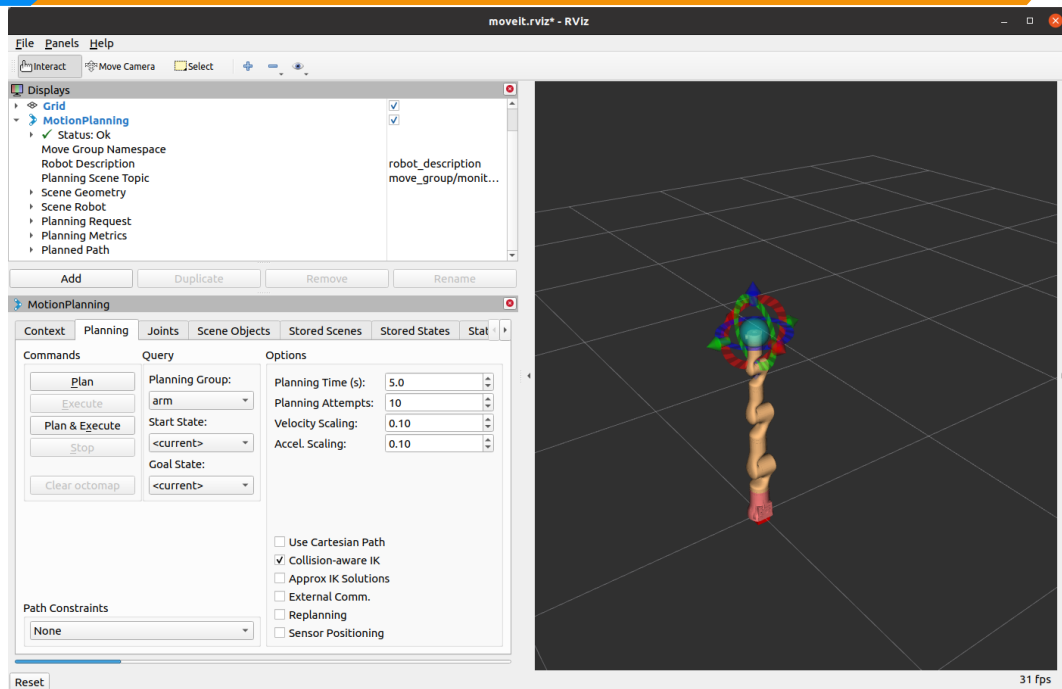 moveit.rviz* - RViz
File Panels Help
Interact Move Camera Select
Displays
Grid
MotionPlanning
Status: Ok
Move Group Namespace
Robot Description robot_description
Planning Scene Topic move_group/monit...
Scene Geometry
Scene Robot
Planning Request
Planning Metrics
Planned Path
Add Duplicate Remove Rename
MotionPlanning
Context Planning Joints Scene Objects Stored Scenes Stored States Stat
Commands Query Options
Plan Planning Group: Planning Time (s): 5.0
Execute arm Planning Attempts: 10
Plan & Execute Start State: Velocity Scaling: 0.10
Stop <current> Accel. Scaling: 0.10
Goal State:
Clear octomap <current>
Use Cartesian Path
Collision-aware IK
Approx IK Solutions
External Comm.
Path Constraints Replanning
None Sensor Positioning
Reset 31 fps